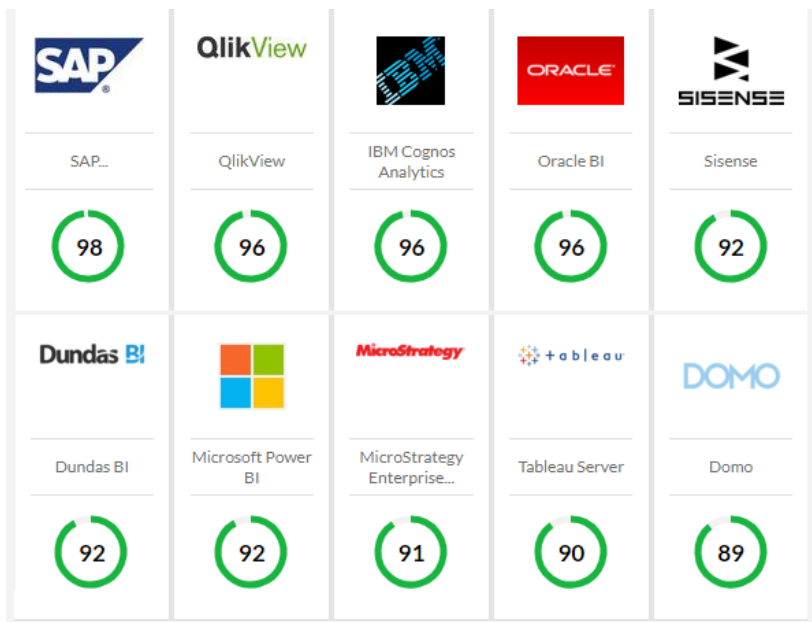 SAP
QlikView
IBM
ORACLE
SISENSE
SAP...
QlikView
IBM Cognos
Analytics
Oracle BI
Sisense
98
96
96
96
92
Dundas BI
MicroStrategy
+ableau
DOMO
Dundas BI
Microsoft Power
BI
MicroStrategy
Enterprise...
Tableau Server
Domo
92
92
91
90
89